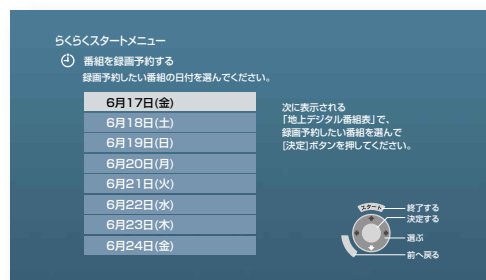 らくらくスタートメニュー
番組を録画予約する
録画予約したい番組の日付を選んでください。
6月17日(金)
6月18日(土)
6月19日(日)
6月20日(月)
6月21日(火)
6月22日(水)
6月23日(木)
6月24日(金)
次に表示される
「地上デジタル番組表」で、
録画予約したい番組を選んで
[決定]ボタンを押してください。
スタート
終了する
決定する
選ぶ
前へ戻る